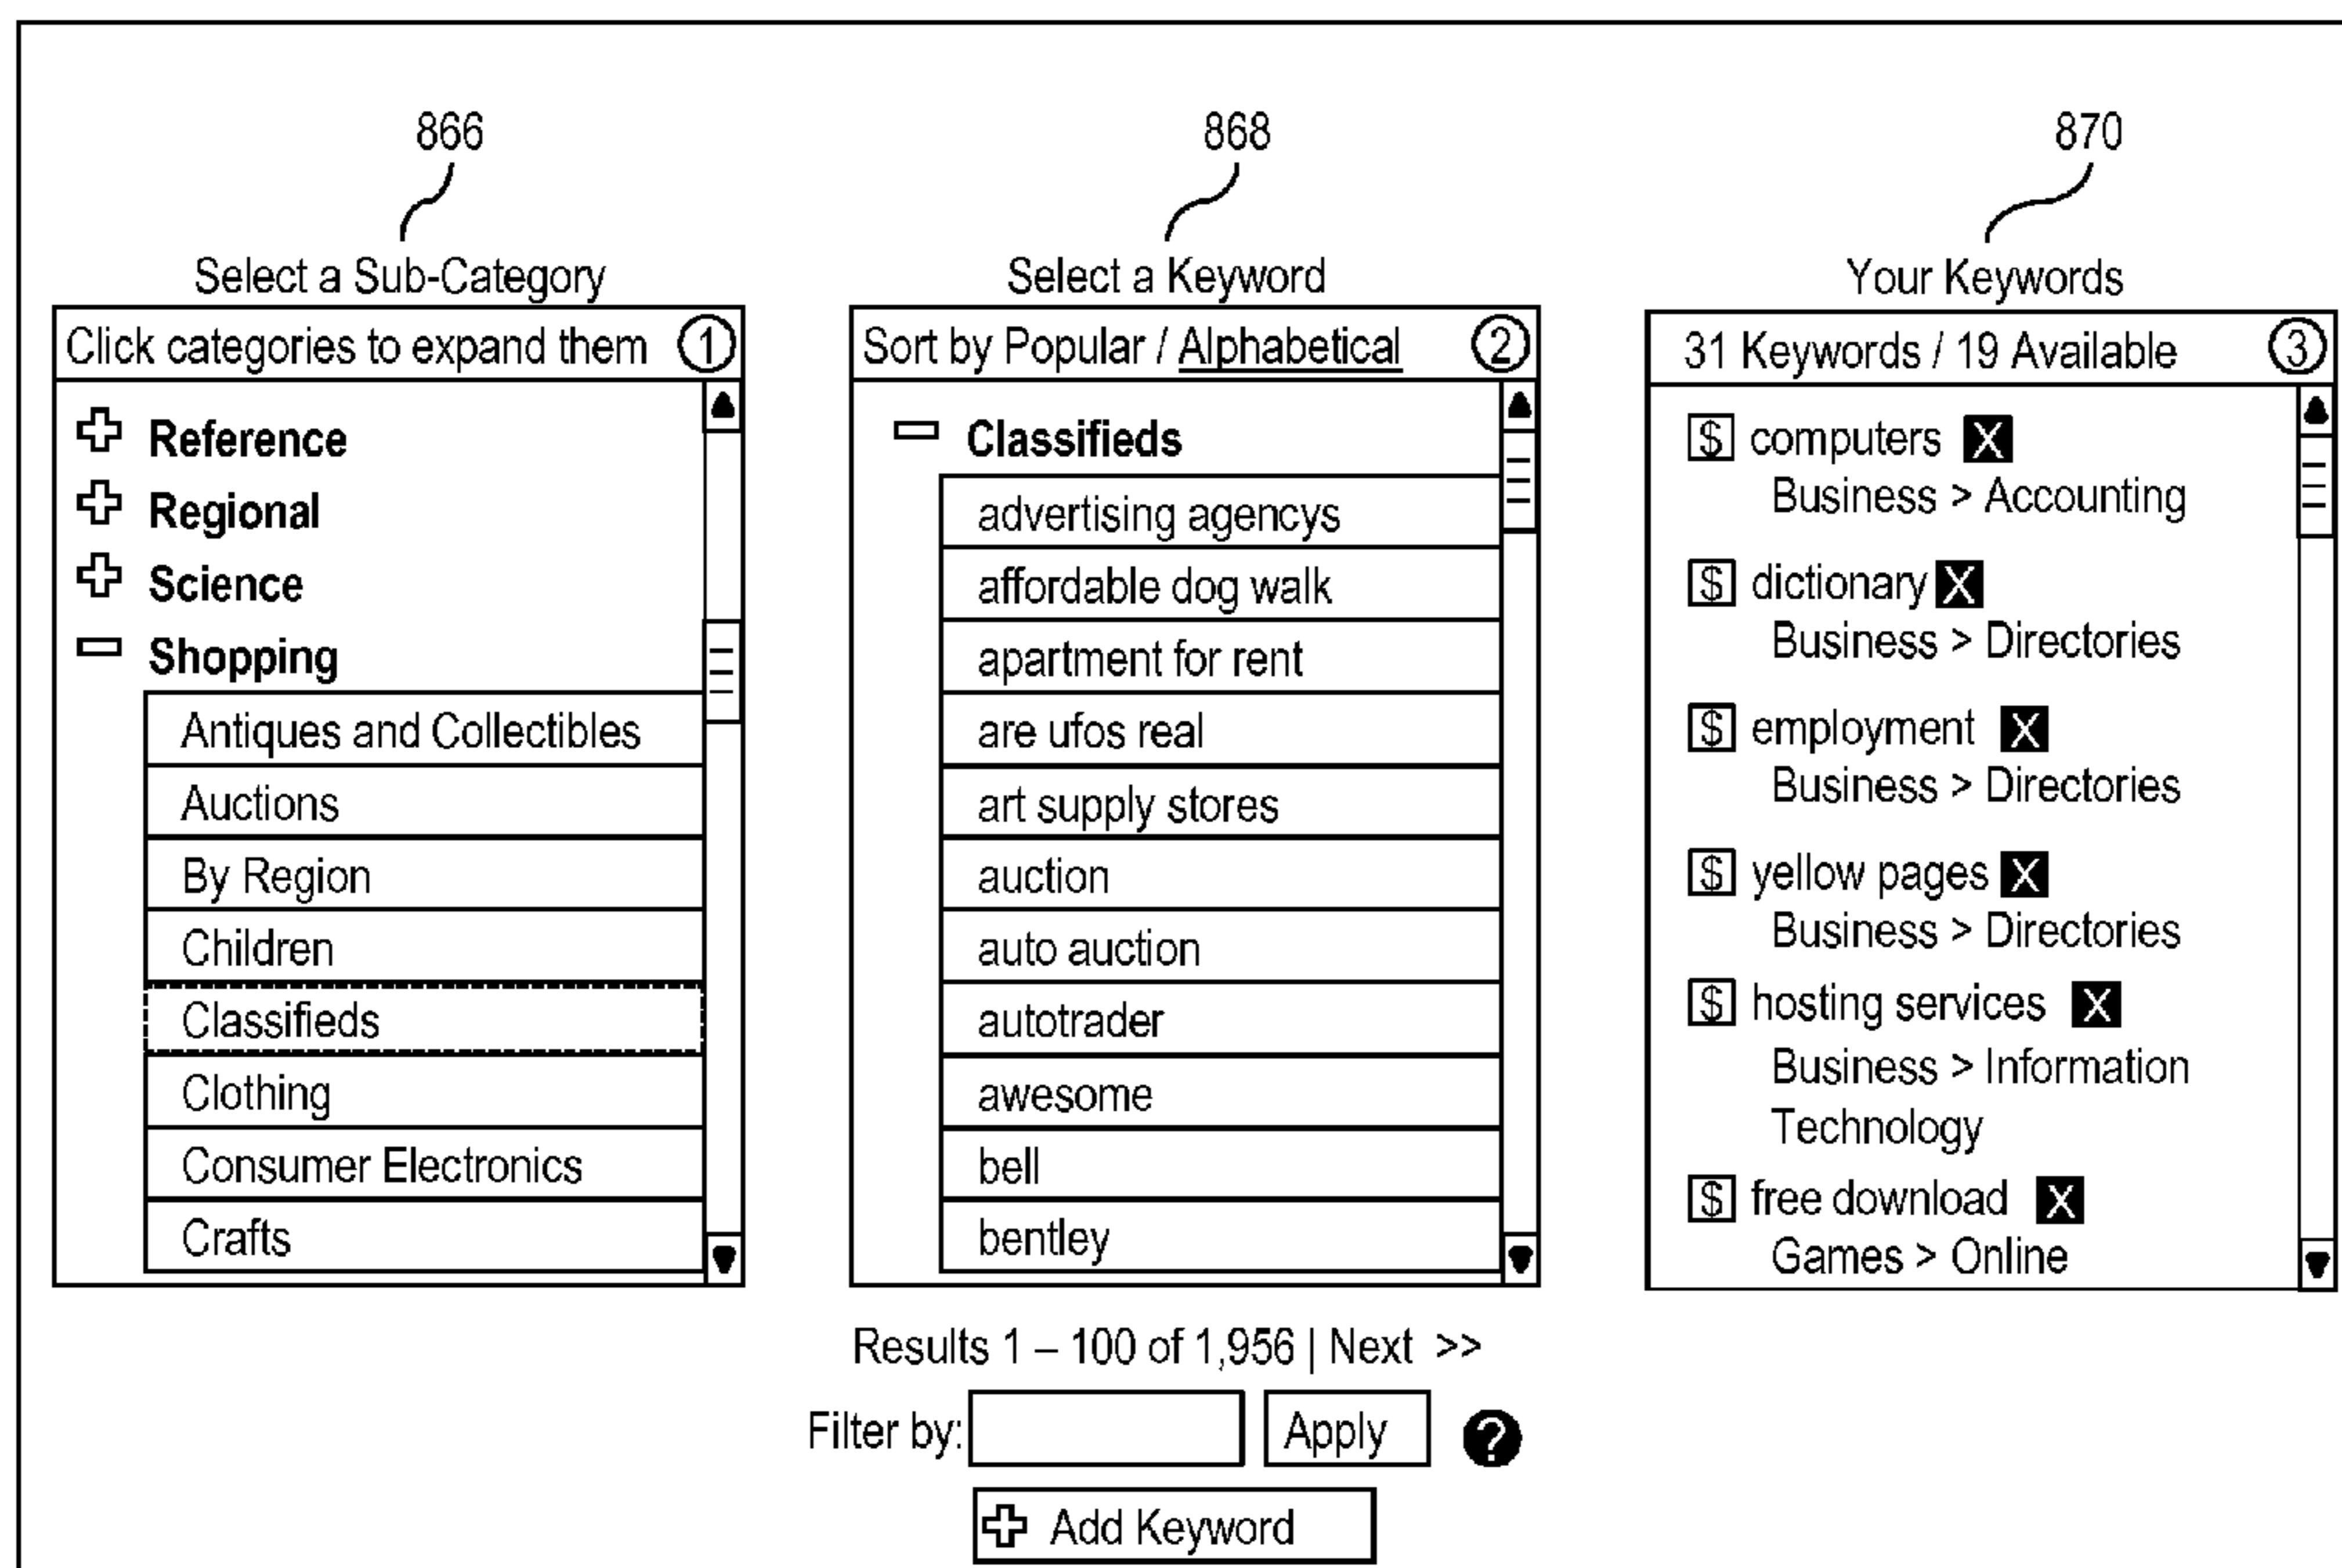 866
868
870
Select a Sub-Category
Click categories to expand them 1
Reference
Regional
Science
Shopping
Antiques and Collectibles
Auctions
By Region
Children
Classifieds
Clothing
Consumer Electronics
Crafts
Select a Keyword
Sort by Popular / Alphabetical 2
Classifieds
advertising agencys
affordable dog walk
apartment for rent
are ufos real
art supply stores
auction
auto auction
autotrader
awesome
bell
bentley
Results 1 – 100 of 1,956 | Next >>
Filter by: Apply ?
Add Keyword
Your Keywords
31 Keywords / 19 Available 3
$ computers X
Business > Accounting
$ dictionary X
Business > Directories
$ employment X
Business > Directories
$ yellow pages X
Business > Directories
$ hosting services X
Business > Information
Technology
$ free download X
Games > Online